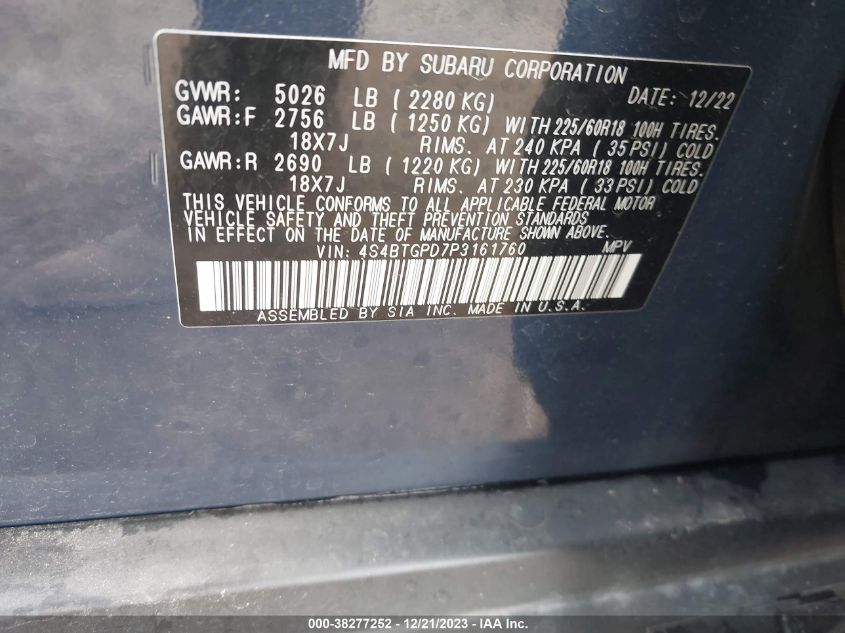 MFD BY SUBARU CORPORATION
GVWR: 5026 LB ( 2280 KG) DATE: 12/22
GAWR:F 2756 LB ( 1250 KG) WITH 225/60R18 100H TIRES.
18X7J RIMS. AT 240 KPA ( 35 PSI) COLD
GAWR:R 2690 LB ( 1220 KG) WITH 225/60R18 100H TIRES.
18X7J RIMS. AT 230 KPA ( 33 PSI) COLD
THIS VEHICLE CONFORMS TO ALL APPLICABLE FEDERAL MOTOR
VEHICLE SAFETY AND THEFT PREVENTION STANDARDS
IN EFFECT ON THE DATE OF MANUFACTURE SHOWN ABOVE.
VIN: 4S4BTGPD7P3161760 MPV
ASSEMBLED BY SIA INC. MADE IN U.S.A.
000-38277252 - 12/21/2023 - IAA Inc.